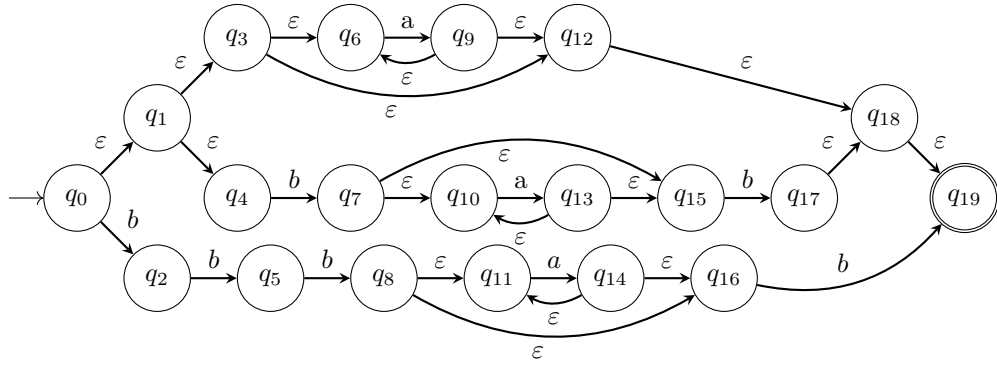 ε a ε
q3 q6 q9 q12
ε ε ε
ε
q1 q18
ε ε ε ε
ε
b ε a ε b
q0 q4 q7 q10 q13 q15 q17 q19
b ε
b b ε a ε b
q2 q5 q8 q11 q14 q16
ε
ε